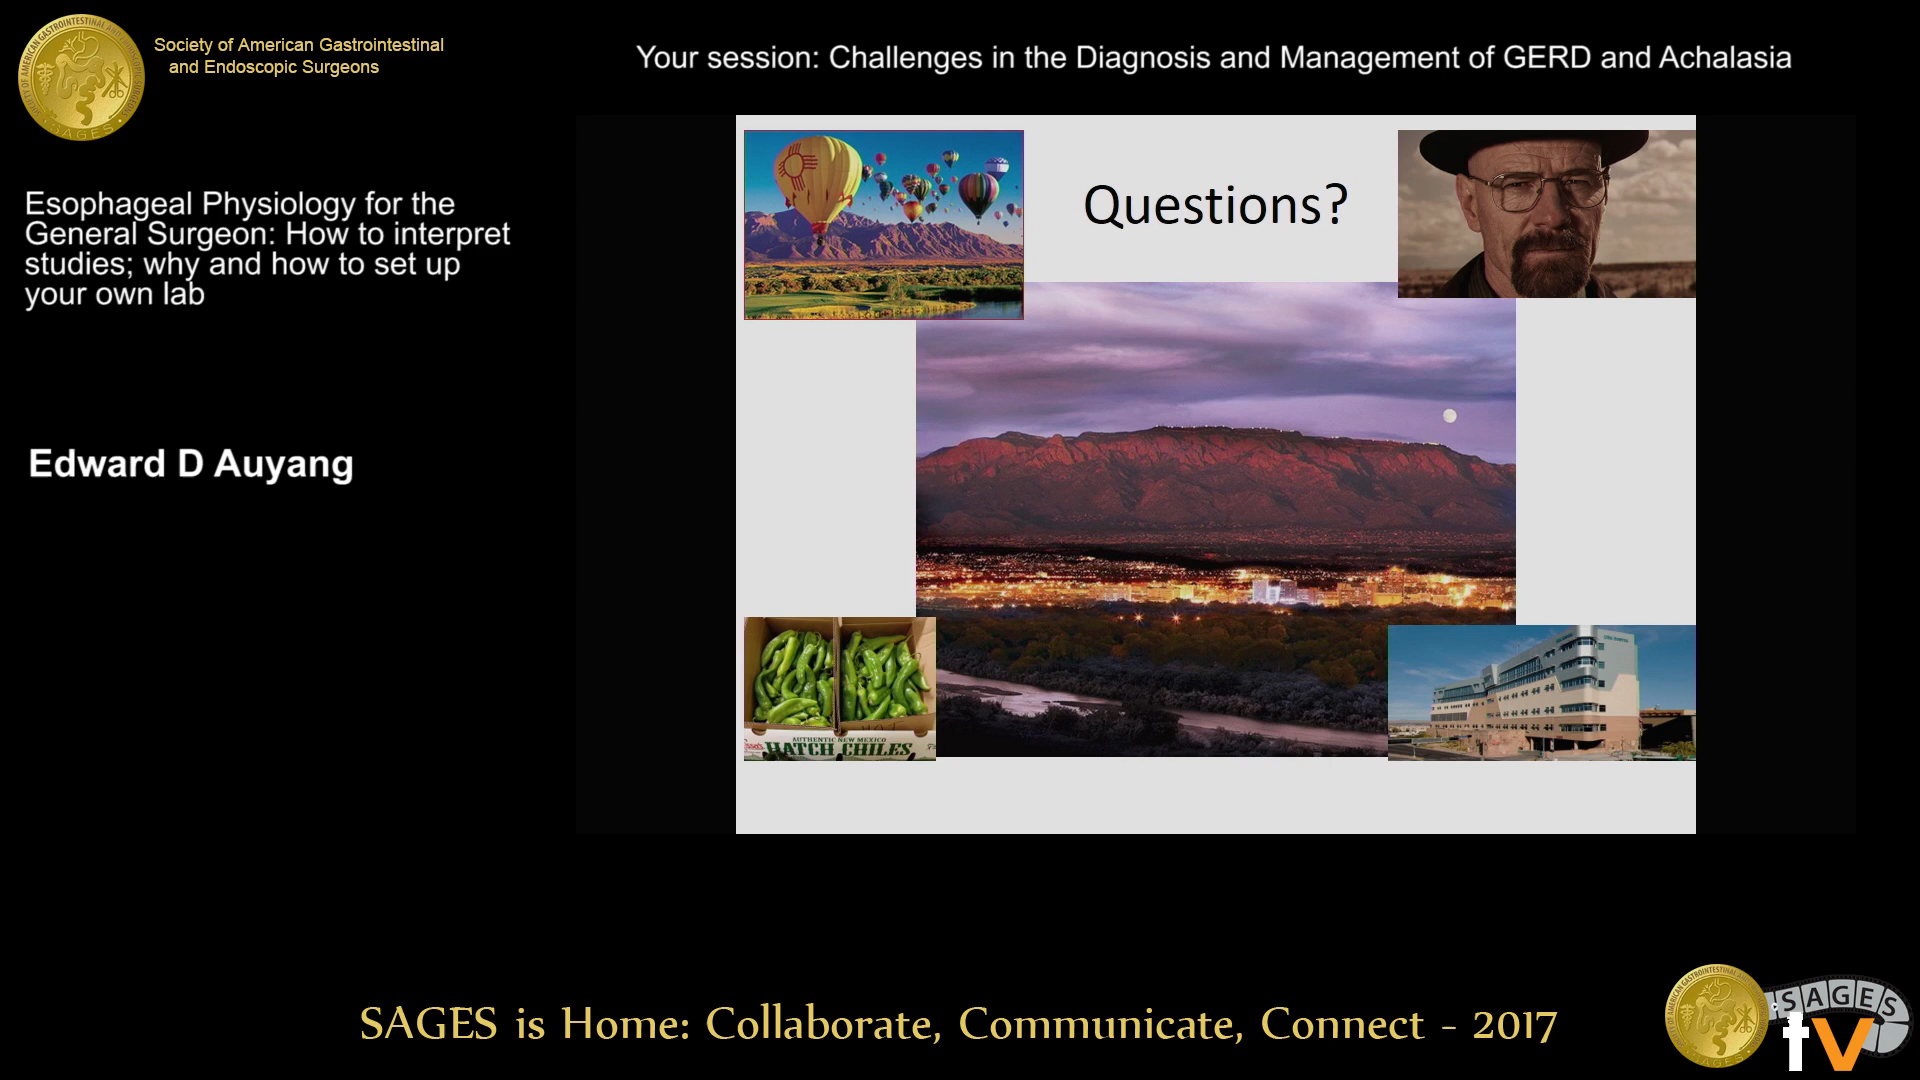 Society of American Gastrointestinal
and Endoscopic Surgeons
Your session: Challenges in the Diagnosis and Management of GERD and Achalasia
Esophageal Physiology for the
General Surgeon: How to interpret
studies; why and how to set up
your own lab
Edward D Auyang
Questions?
AUTHENTIC NEW MEXICO
HATCH CHILES
SAGES is Home: Collaborate, Communicate, Connect - 2017
SAGES
tv
SAGES